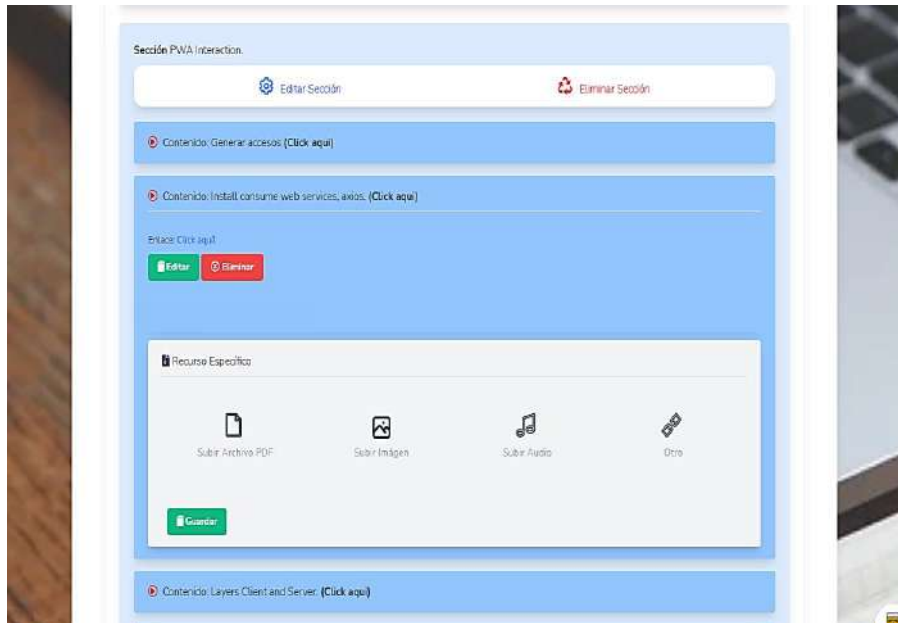 Sección PWA Interaction.
Editar Sección
Eliminar Sección
Contenido: Generar accesos (Click aquí)
Contenido: Install consume web services, axios. (Click aquí)
Enlace: Click aquí!
Editar
Eliminar
Recurso Específico
Subir Archivo PDF
Subir Imágen
Subir Audio
Otro
Guardar
Contenido: Layers Client and Server. (Click aquí)